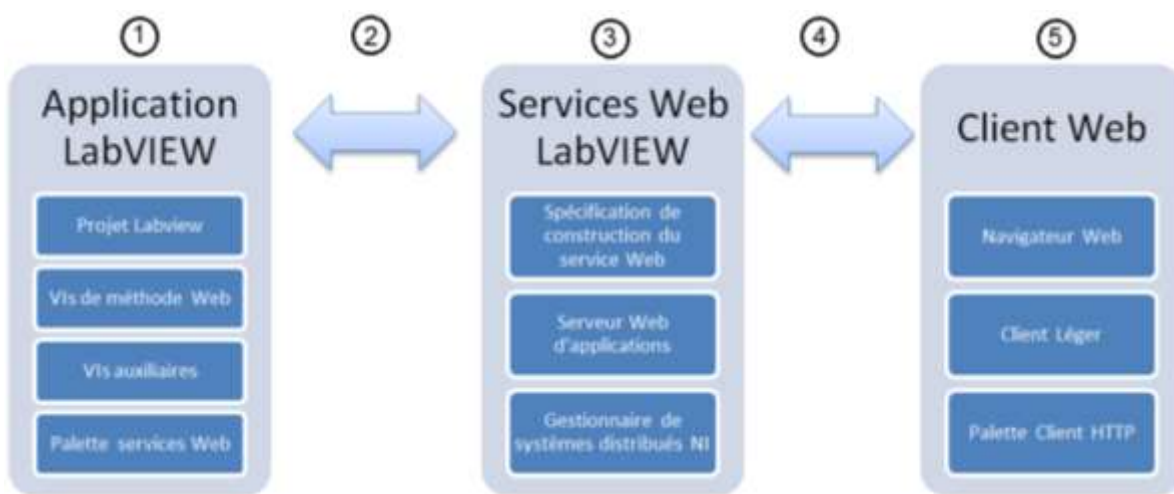 1
2
3
4
5
Application
LabVIEW
Projet Labview
VIs de méthode Web
VIs auxiliaires
Palette services Web
Services Web
LabVIEW
Spécification de
construction du
service Web
Serveur Web
d'applications
Gestionnaire de
systèmes distribués NI
Client Web
Navigateur Web
Client Léger
Palette Client HTTP